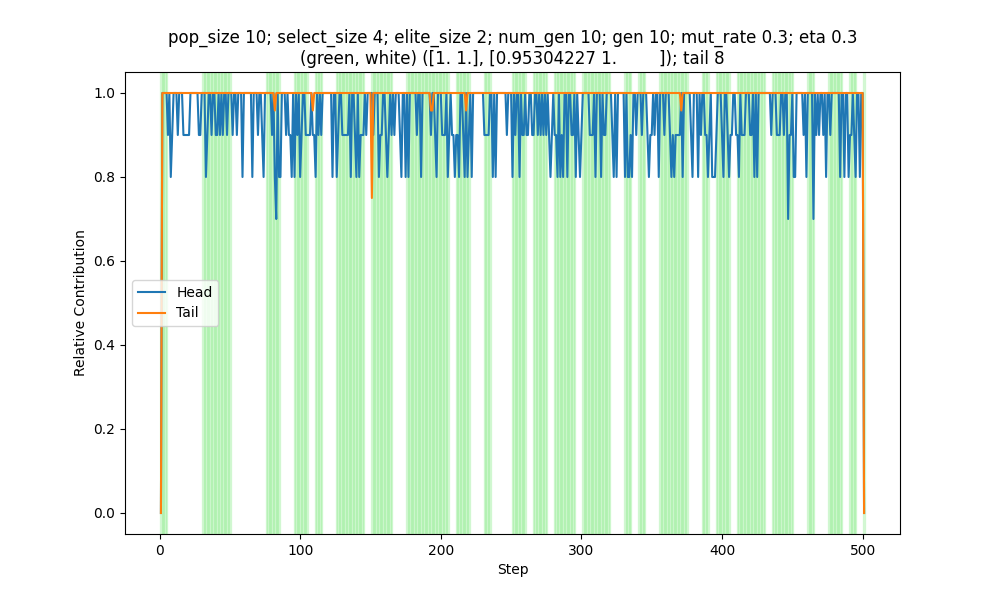 pop_size 10; select_size 4; elite_size 2; num_gen 10; gen 10; mut_rate 0.3; eta 0.3
(green, white) ([1. 1.], [0.95304227 1.         ]); tail 8
1.0
0.8
0.6
0.4
0.2
0.0
Relative Contribution
Head
Tail
0
100
200
300
400
500
Step